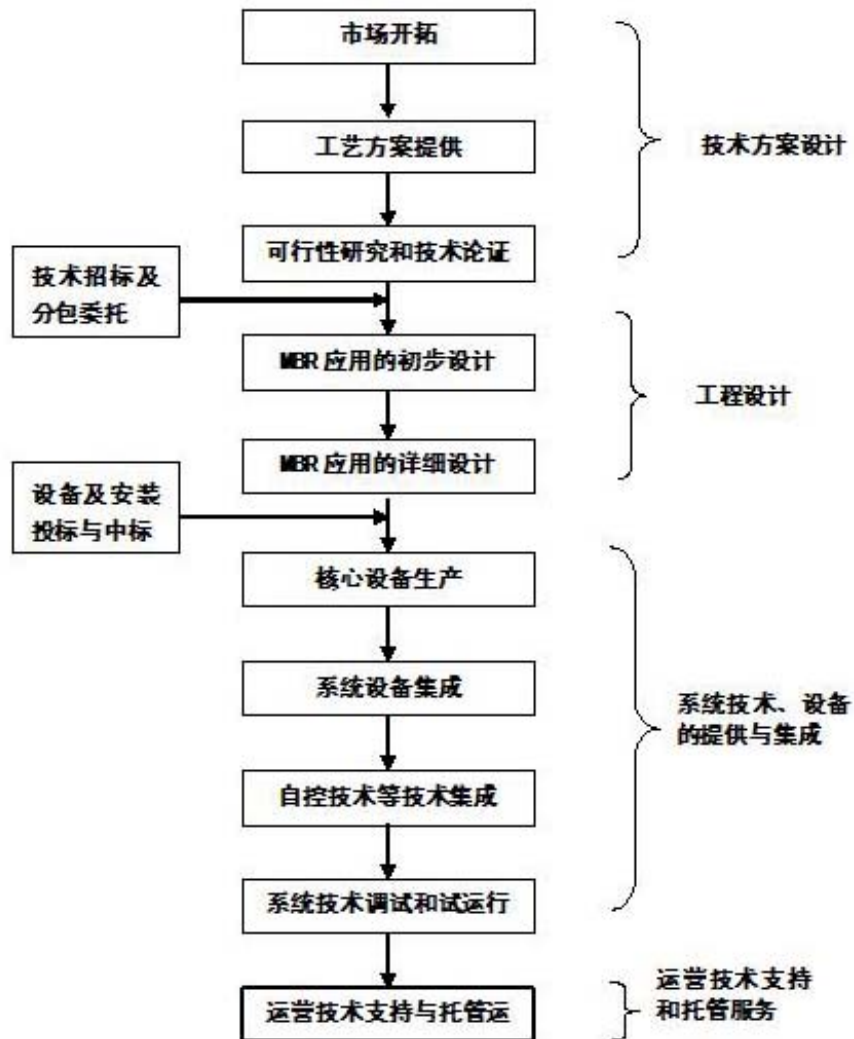 市场开拓
工艺方案提供
技术方案设计
可行性研究和技术论证
技术招标及
分包委托
MBR 应用的初步设计
工程设计
MBR 应用的详细设计
设备及安装
投标与中标
核心设备生产
系统设备集成
系统技术、设备
的提供与集成
自控技术等技术集成
系统技术调试和试运行
运营技术支持与托管运
运营技术支持
和托管服务